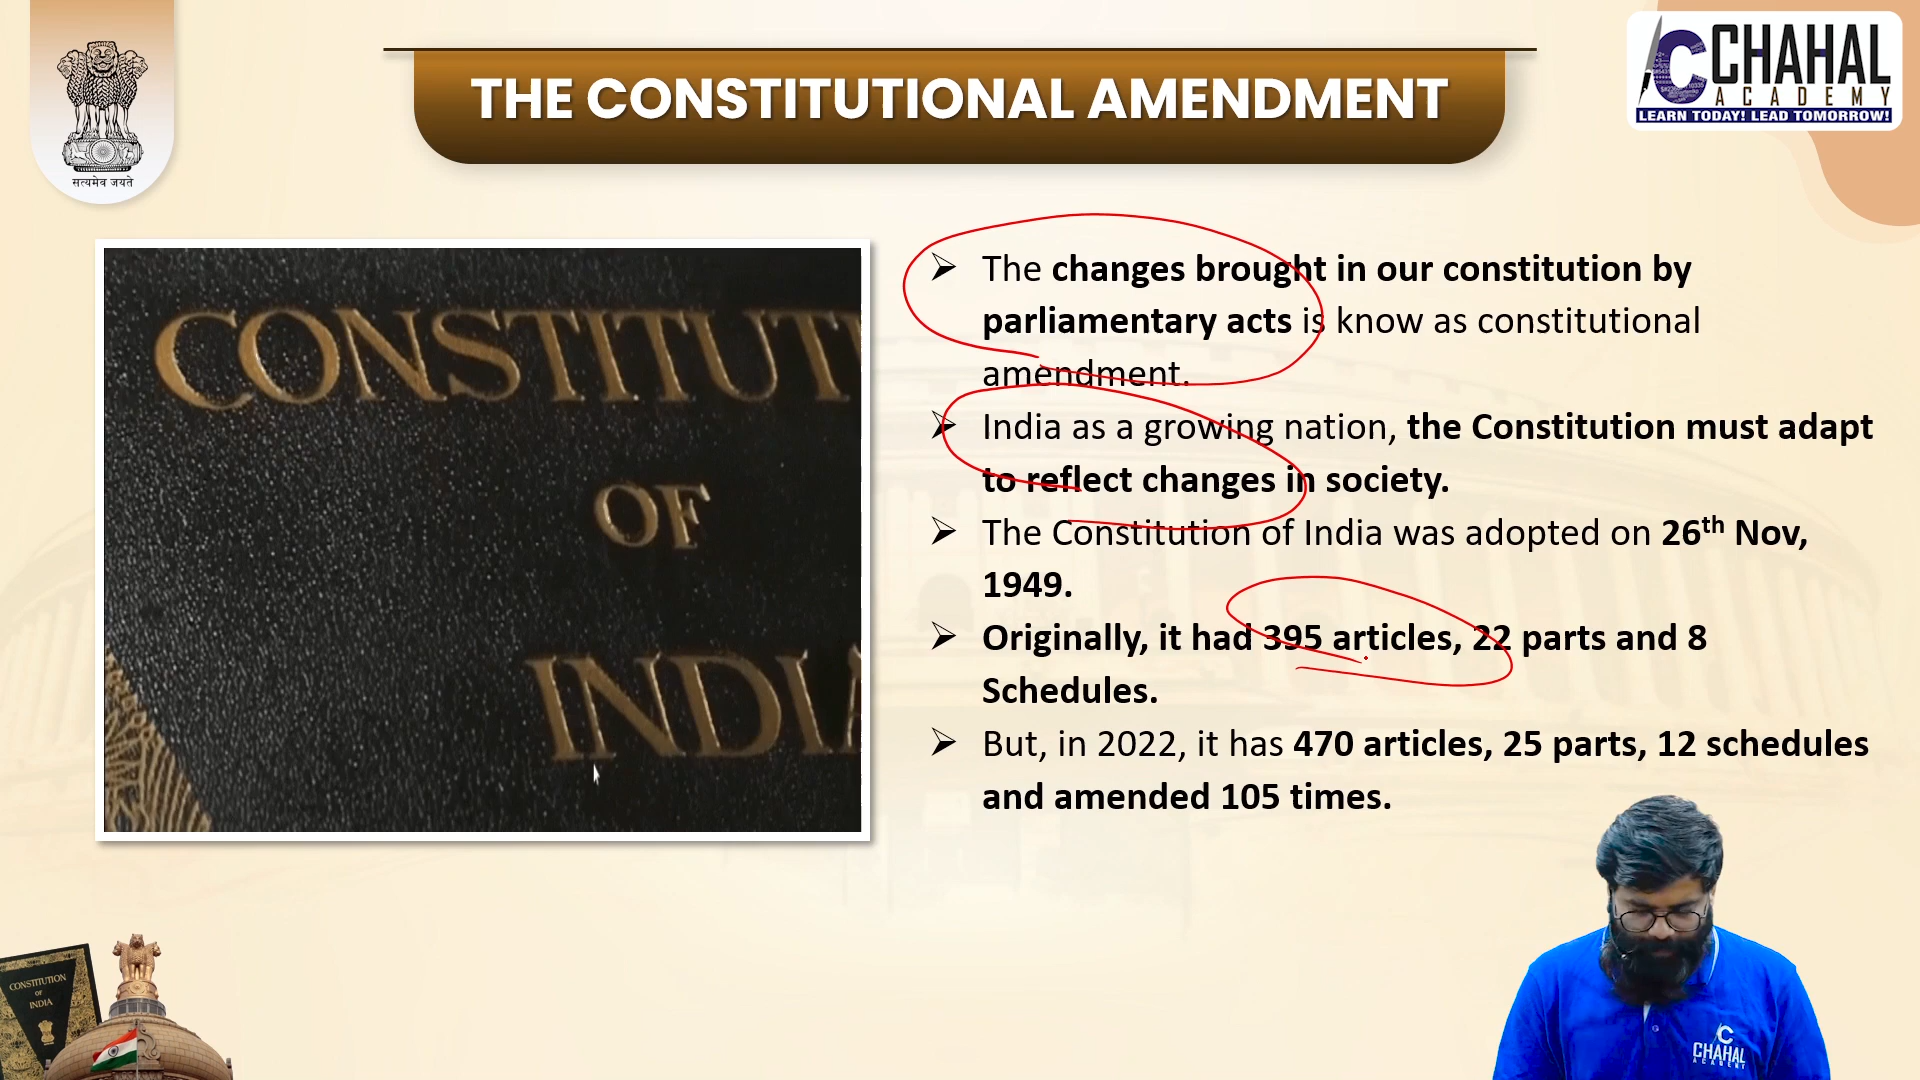 THE CONSTITUTIONAL AMENDMENT
सत्यमेव जयते
CHAHAL
ACADEMY
LEARN TODAY! LEAD TOMORROW!
CONSTITUT
OF
INDIA
➢ The changes brought in our constitution by
parliamentary acts is know as constitutional
amendment.
➢ India as a growing nation, the Constitution must adapt
to reflect changes in society.
➢ The Constitution of India was adopted on 26th Nov,
1949.
➢ Originally, it had 395 articles, 22 parts and 8
Schedules.
➢ But, in 2022, it has 470 articles, 25 parts, 12 schedules
and amended 105 times.
CONSTITUTION
OF
INDIA
CHAHAL
ACADEMY